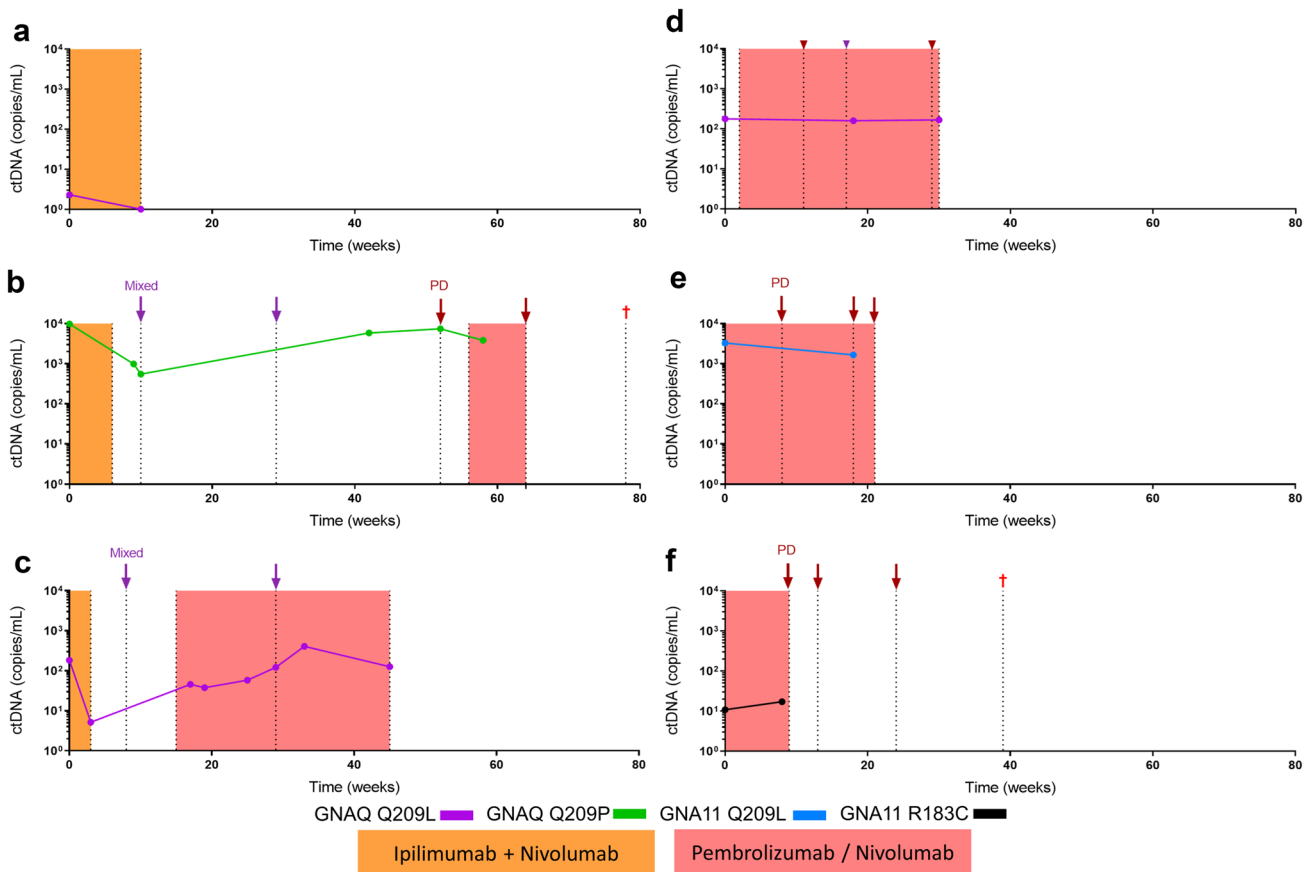 a
ctDNA (copies/mL)
10⁴
10³
10²
10¹
10⁰
0 20 40 60 80
Time (weeks)
d
ctDNA (copies/mL)
10⁴
10³
10²
10¹
10⁰
0 20 40 60 80
Time (weeks)
b
Mixed PD
†
ctDNA (copies/mL)
10⁴
10³
10²
10¹
10⁰
0 20 40 60 80
Time (weeks)
e
PD
ctDNA (copies/mL)
10⁴
10³
10²
10¹
10⁰
0 20 40 60 80
Time (weeks)
c
Mixed
ctDNA (copies/mL)
10⁴
10³
10²
10¹
10⁰
0 20 40 60 80
Time (weeks)
f
PD
†
ctDNA (copies/mL)
10⁴
10³
10²
10¹
10⁰
0 20 40 60 80
Time (weeks)
GNAQ Q209L GNAQ Q209P GNA11 Q209L GNA11 R183C
Ipilimumab + Nivolumab Pembrolizumab / Nivolumab